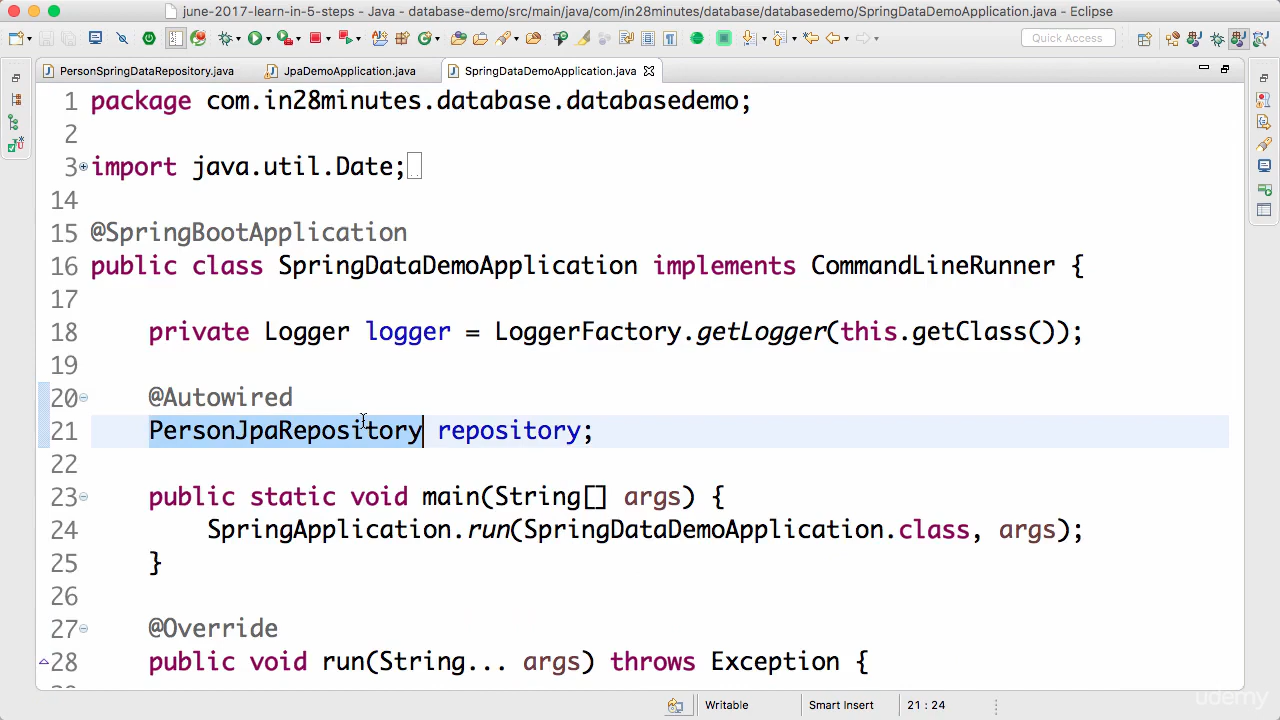 june-2017-learn-in-5-steps - Java - database-demo/src/main/java/com/in28minutes/database/databasedemo/SpringDataDemoApplication.java - Eclipse
Quick Access
PersonSpringDataRepository.java JpaDemoApplication.java SpringDataDemoApplication.java
1 package com.in28minutes.database.databasedemo;
2
3 import java.util.Date;
14
15 @SpringBootApplication
16 public class SpringDataDemoApplication implements CommandLineRunner {
17
18 private Logger logger = LoggerFactory.getLogger(this.getClass());
19
20 @Autowired
21 PersonJpaRepository repository;
22
23 public static void main(String[] args) {
24 SpringApplication.run(SpringDataDemoApplication.class, args);
25 }
26
27 @Override
28 public void run(String... args) throws Exception {
Writable Smart Insert 21 : 24
udemy